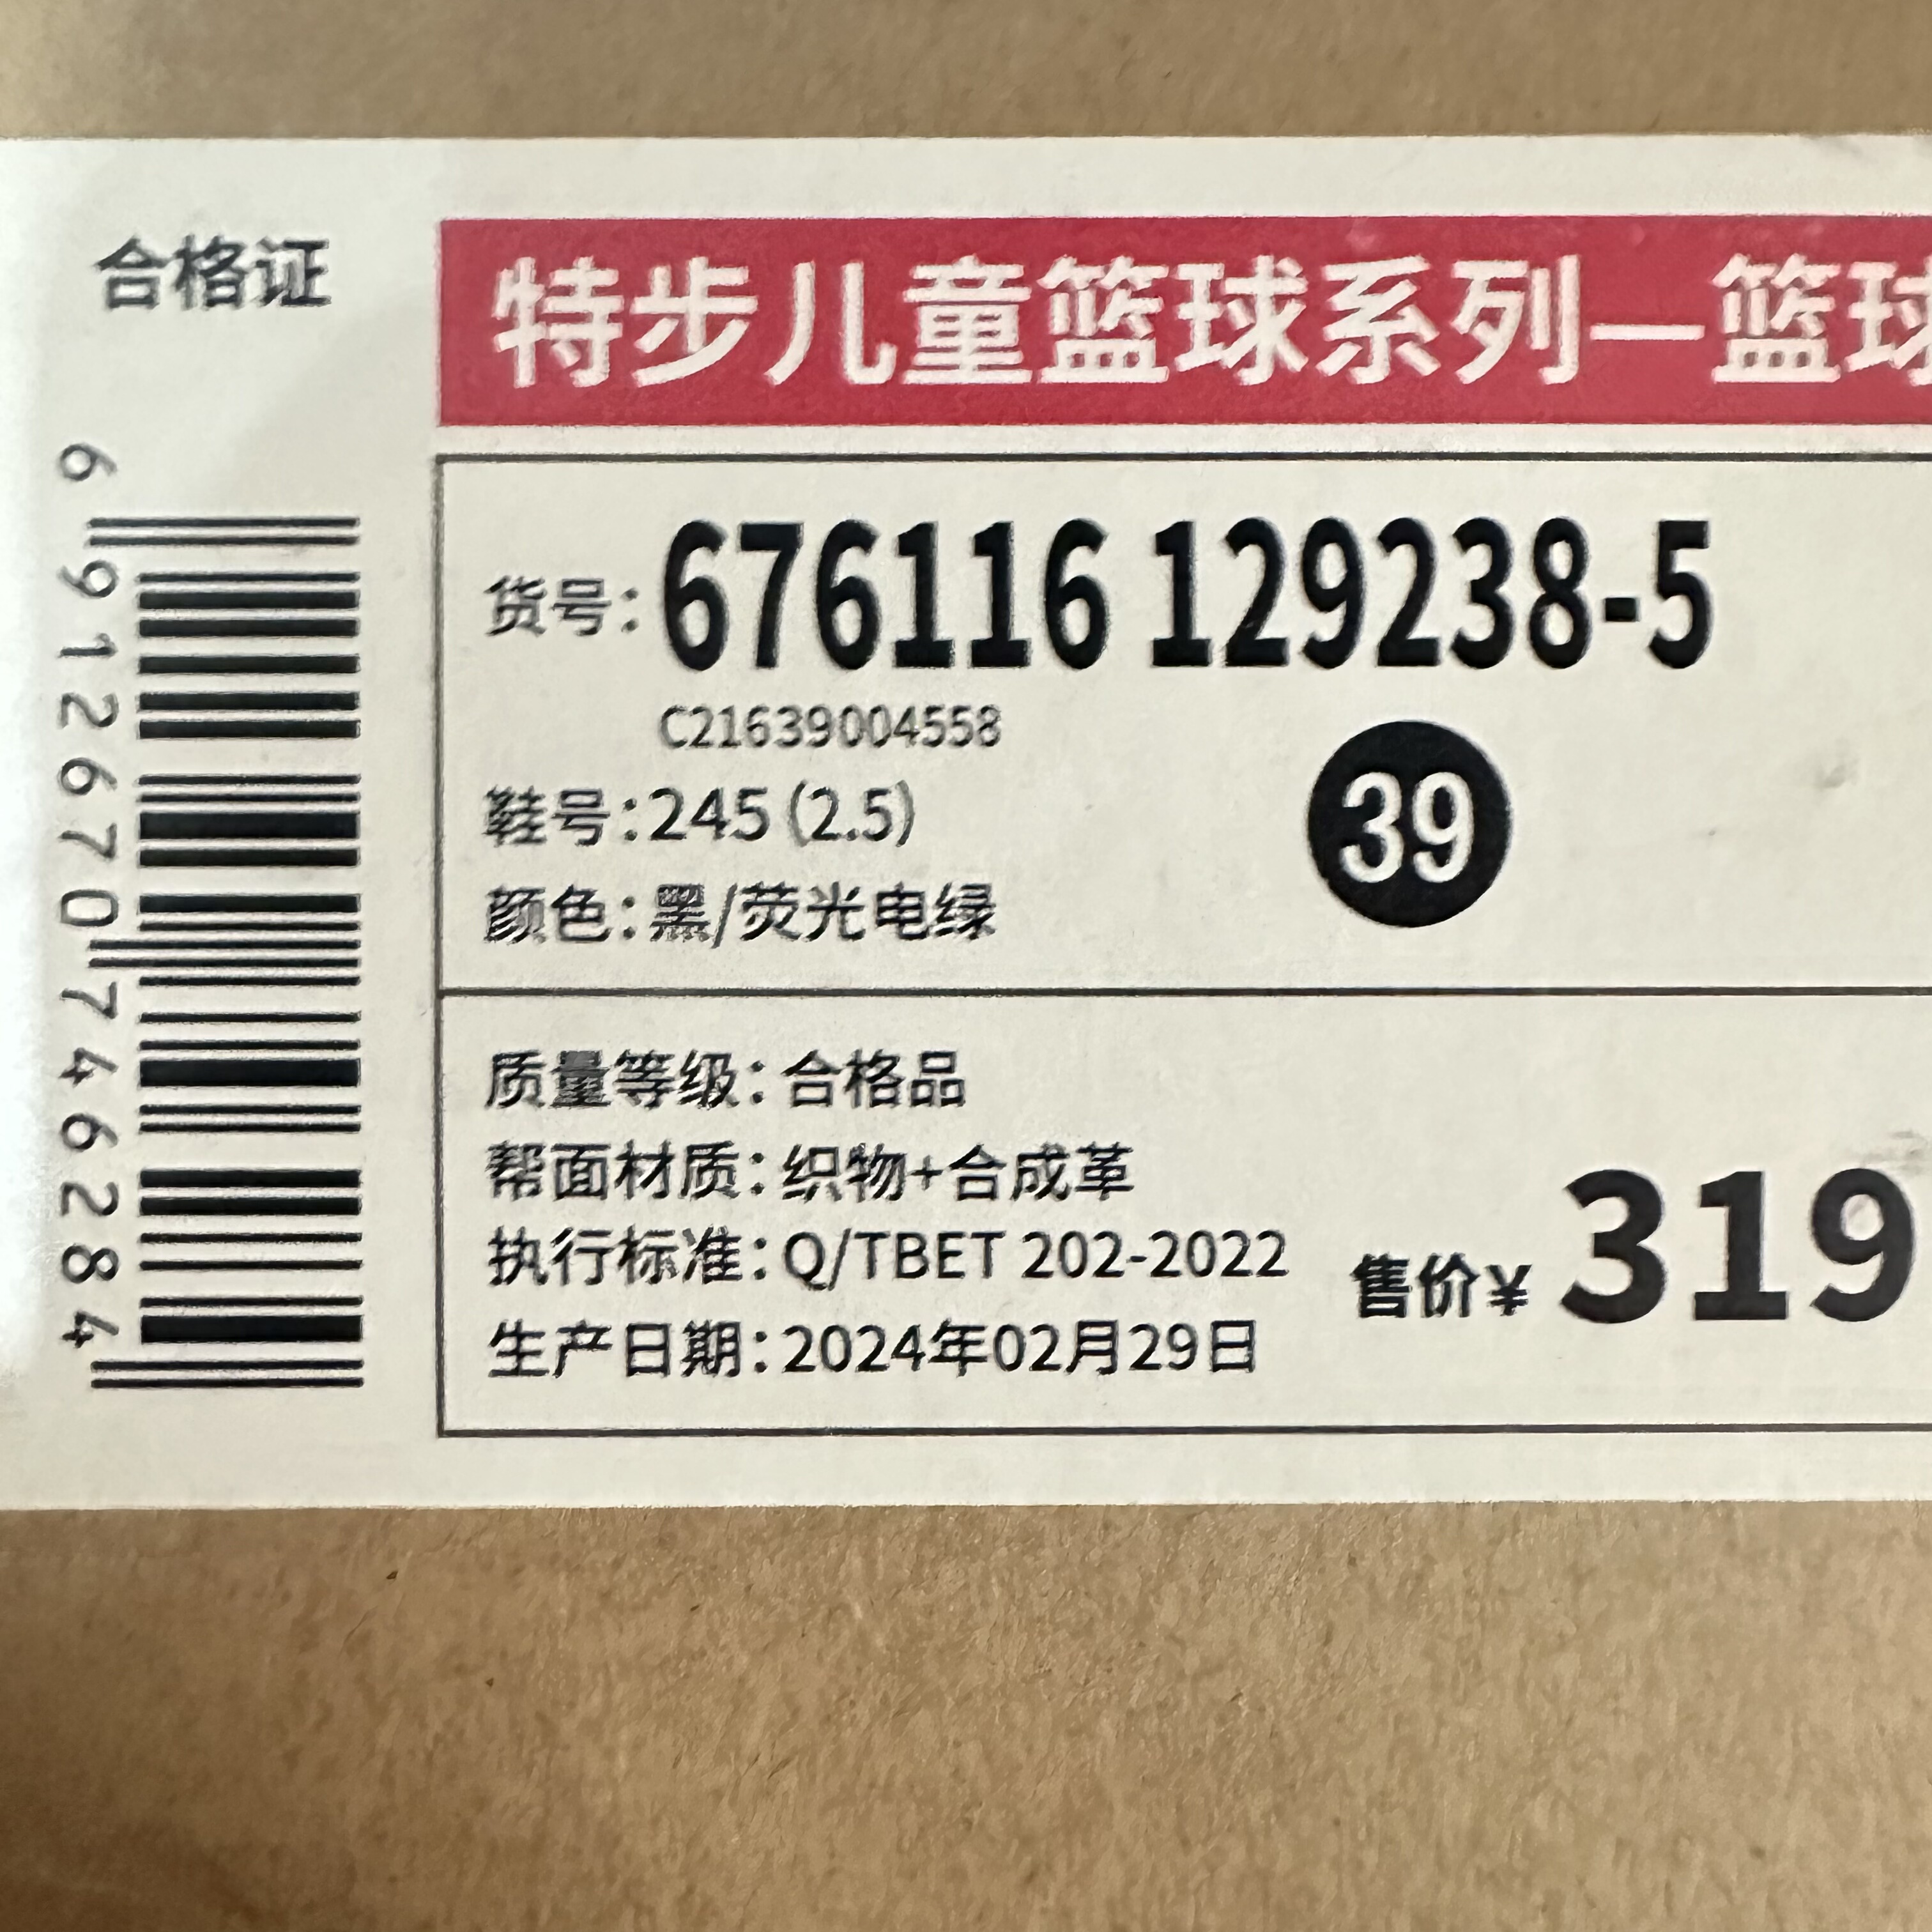 合格证
6 912670 746284
特步儿童篮球系列—篮球
货号：676116 129238-5
C21639004558
鞋号：245（2.5）
39
颜色：黑/荧光电绿
质量等级：合格品
帮面材质：织物+合成革
执行标准：Q/TBET 202-2022
售价¥ 319
生产日期：2024年02月29日